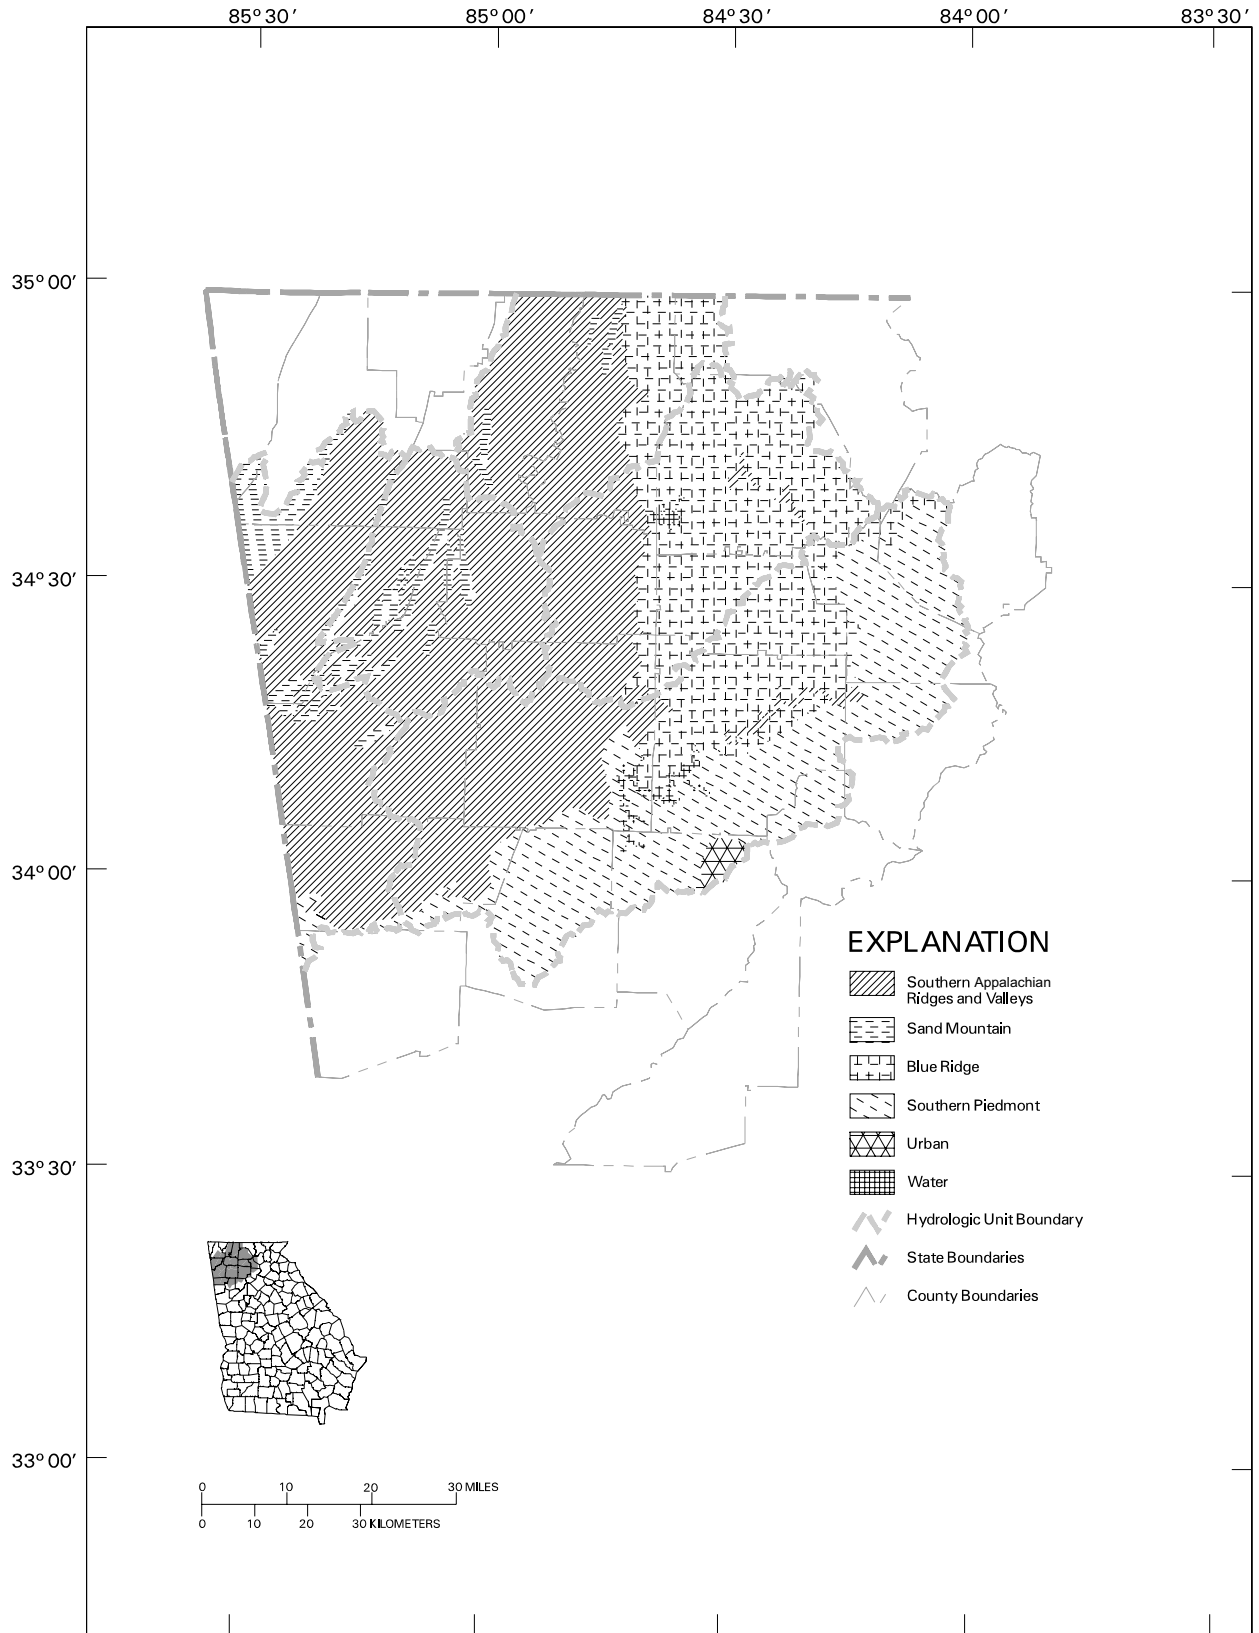 85° 30′ 85° 00′ 84° 30′ 84° 00′ 83° 30′
35° 00′
34° 30′
34° 00′
EXPLANATION
Southern Appalachian
Ridges and Valleys
Sand Mountain
Blue Ridge
Southern Piedmont
Urban
33° 30′
Water
Hydrologic Unit Boundary
State Boundaries
County Boundaries
33° 00′
0 10 20 30 MILES
0 10 20 30 KILOMETERS